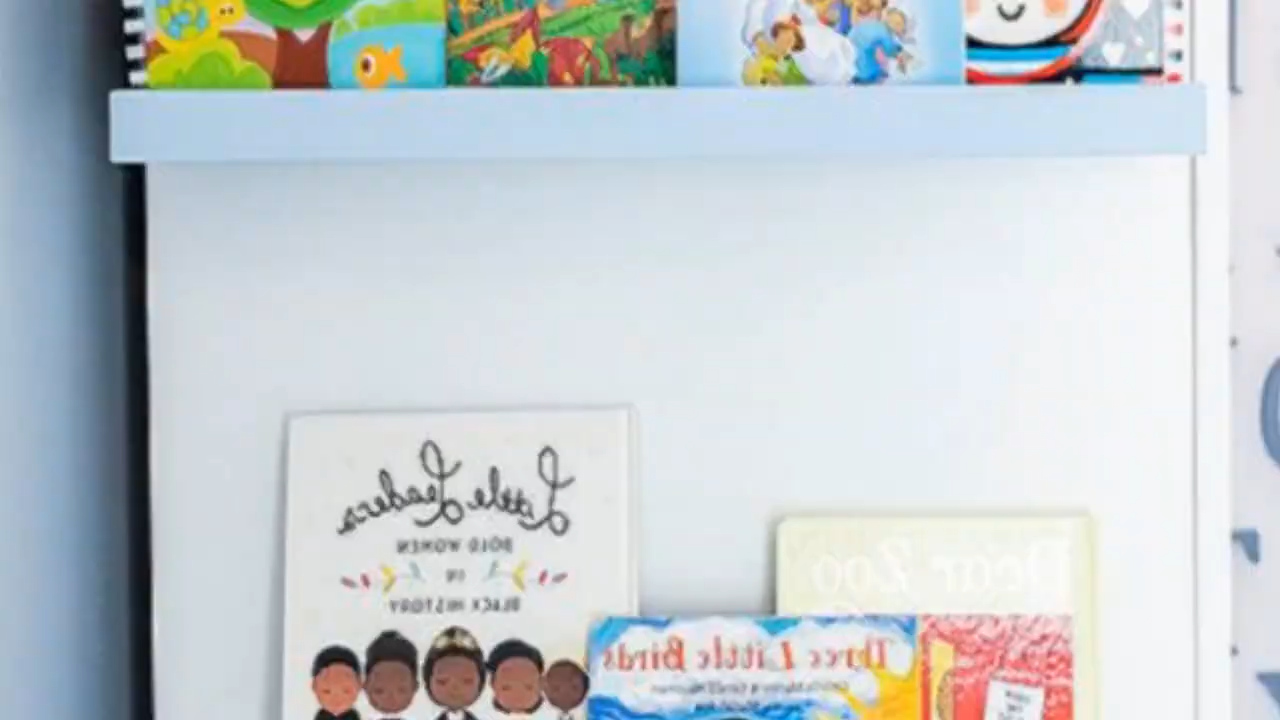 Little Leaders
BOLD WOMEN
IN
BLACK HISTORY
Dear Zoo
Three Little Birds